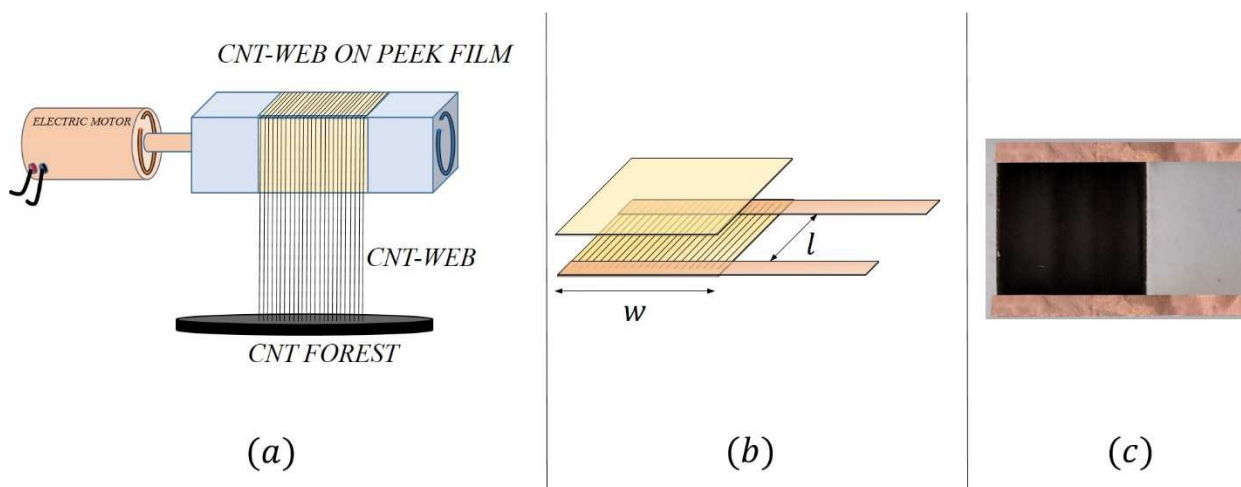 CNT-WEB ON PEEK FILM
ELECTRIC MOTOR
CNT-WEB
CNT FOREST
l
w
(a)
(b)
(c)